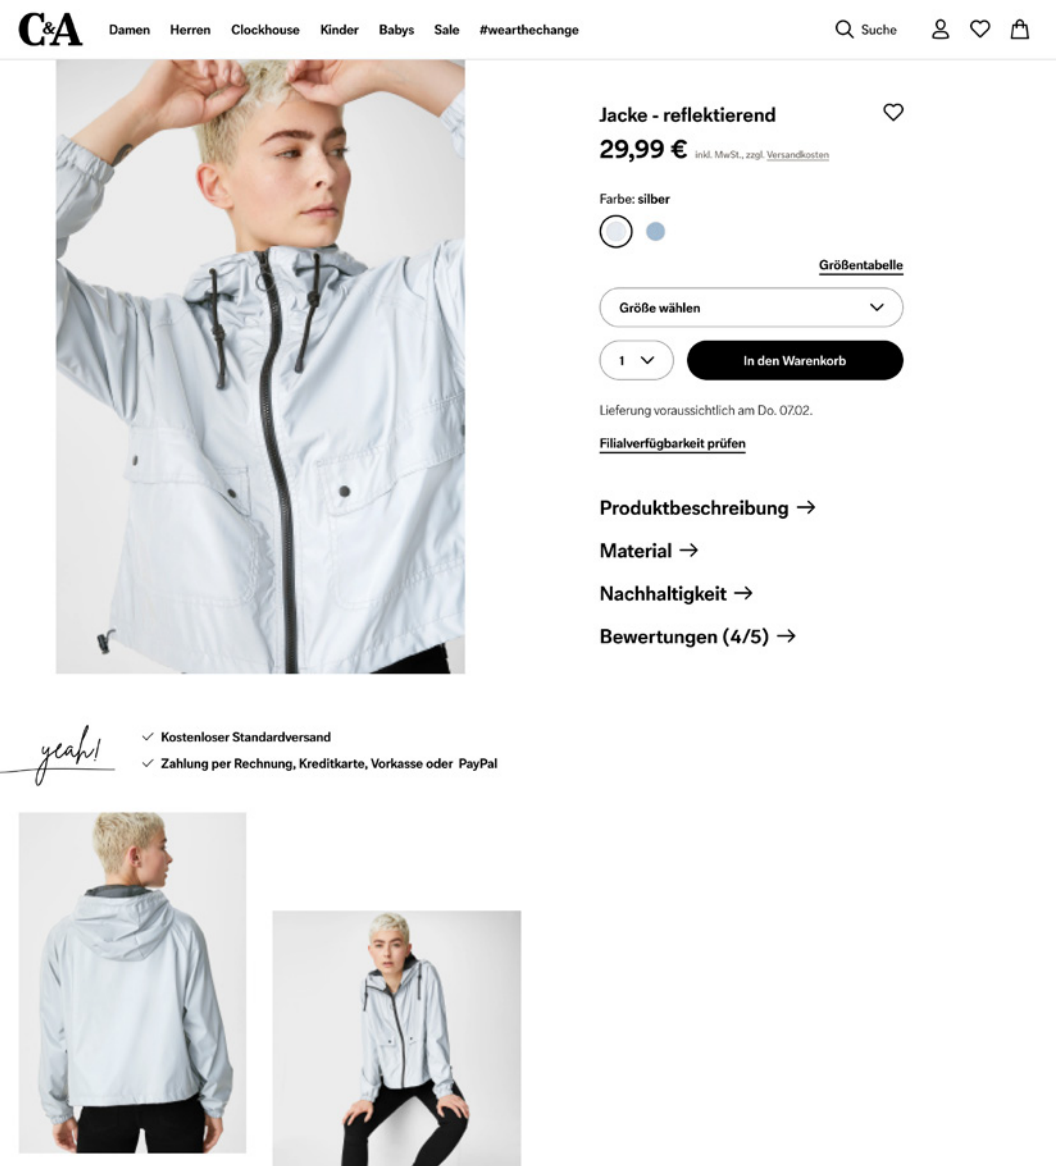 C&A Damen Herren Clockhouse Kinder Babys Sale #wearthechange Suche
Jacke - reflektierend
29,99 € inkl. MwSt., zzgl. Versandkosten
Farbe: silber
Größentabelle
Größe wählen
1 In den Warenkorb
Lieferung voraussichtlich am Do. 07.02.
Filialverfügbarkeit prüfen
Produktbeschreibung →
Material →
Nachhaltigkeit →
Bewertungen (4/5) →
yeah!
✓ Kostenloser Standardversand
✓ Zahlung per Rechnung, Kreditkarte, Vorkasse oder PayPal